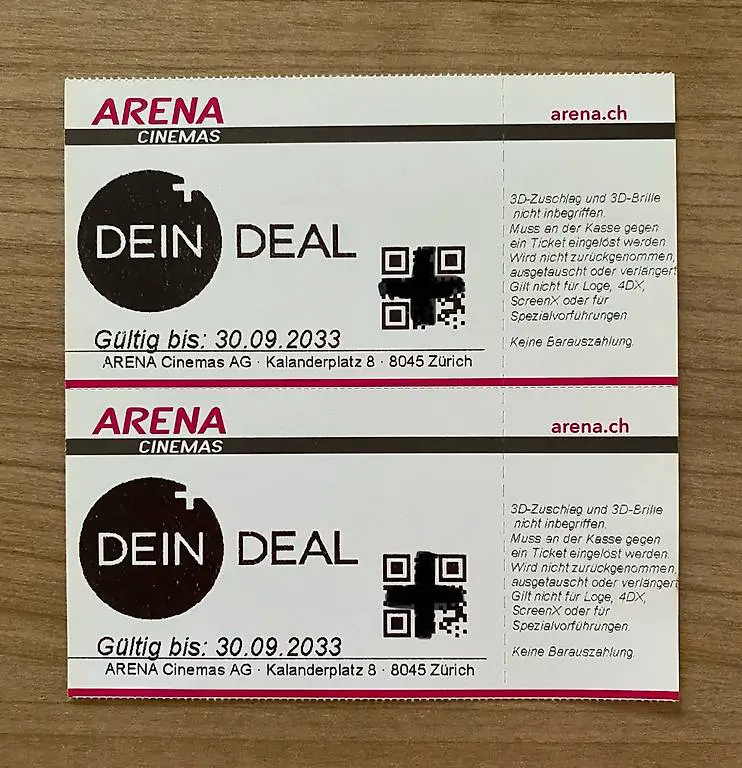 ARENA
CINEMAS
arena.ch
DEIN DEAL
3D-Zuschlag und 3D-Brille
nicht inbegriffen.
Muss an der Kasse gegen
ein Ticket eingelöst werden.
Wird nicht zurückgenommen,
ausgetauscht oder verlängert
Gilt nicht für Loge, 4DX,
ScreenX oder für
Spezialvorführungen.
Keine Barauszahlung.
Gültig bis: 30.09.2033
ARENA Cinemas AG · Kalanderplatz 8 · 8045 Zürich
ARENA
CINEMAS
arena.ch
DEIN DEAL
3D-Zuschlag und 3D-Brille
nicht inbegriffen.
Muss an der Kasse gegen
ein Ticket eingelöst werden.
Wird nicht zurückgenommen,
ausgetauscht oder verlängert
Gilt nicht für Loge, 4DX,
ScreenX oder für
Spezialvorführungen.
Keine Barauszahlung.
Gültig bis: 30.09.2033
ARENA Cinemas AG · Kalanderplatz 8 · 8045 Zürich